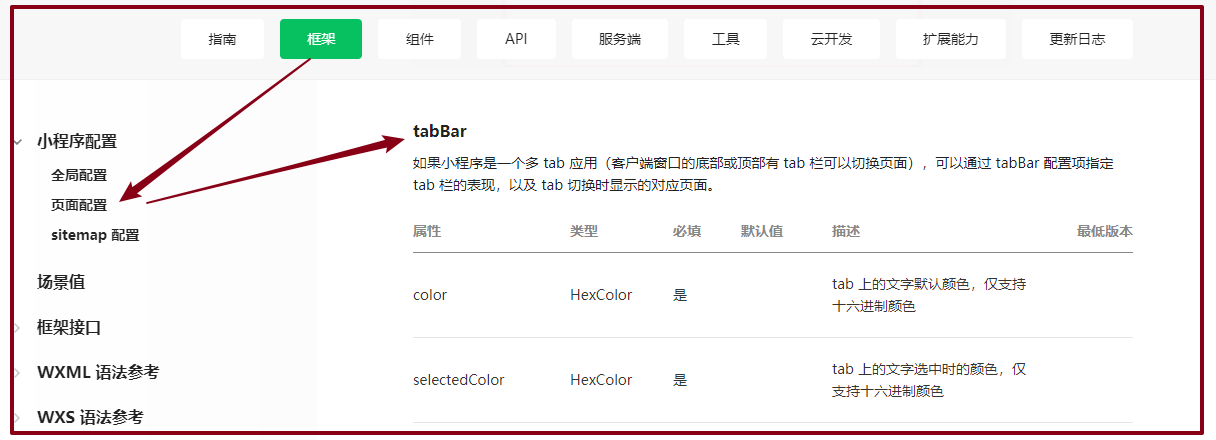 指南 框架 组件 API 服务端 工具 云开发 扩展能力 更新日志
小程序配置
全局配置
页面配置
sitemap 配置
场景值
框架接口
WXML 语法参考
WXS 语法参考
tabBar
如果小程序是一个多 tab 应用（客户端窗口的底部或顶部有 tab 栏可以切换页面），可以通过 tabBar 配置项指定
tab 栏的表现，以及 tab 切换时显示的对应页面。
属性 类型 必填 默认值 描述 最低版本
color HexColor 是 tab 上的文字默认颜色，仅支持
十六进制颜色
selectedColor HexColor 是 tab 上的文字选中时的颜色，仅
支持十六进制颜色